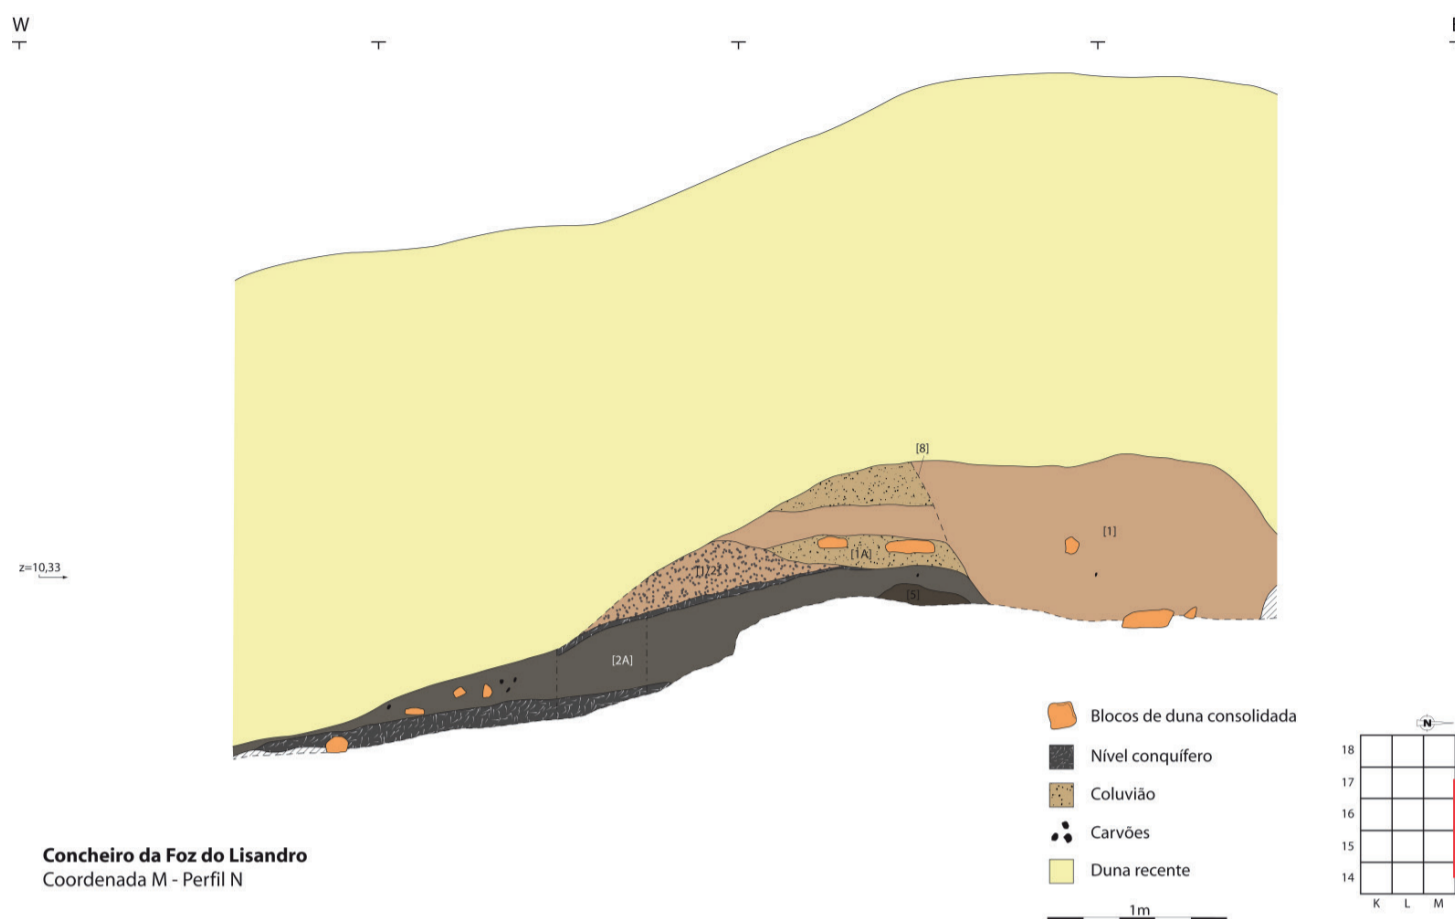 W
[8]
[1]
[1A]
z=10,33
[5]
[2A]
Blocos de duna consolidada
Nível conquífero
Coluvião
Carvões
Duna recente
1m
N
18
17
16
15
14
K L M
Concheiro da Foz do Lisandro
Coordenada M - Perfil N